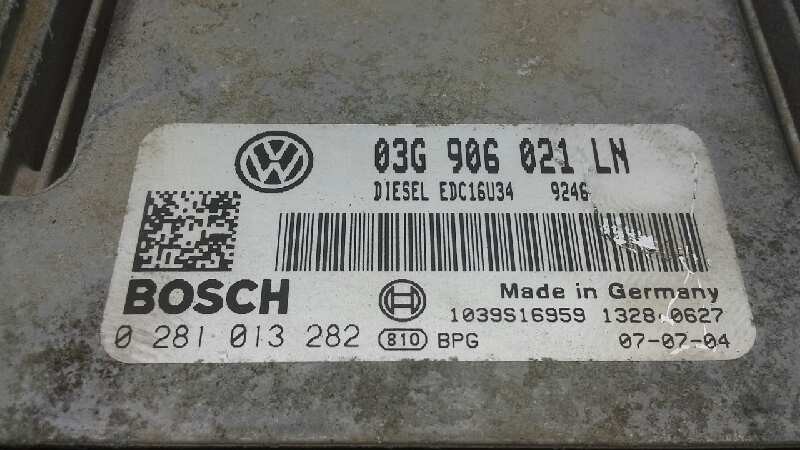 03G 906 021 LN
DIESEL EDC16U34 9246
BOSCH
Made in Germany
1039S16959 1328 0627
0 281 013 282 810 BPG 07-07-04